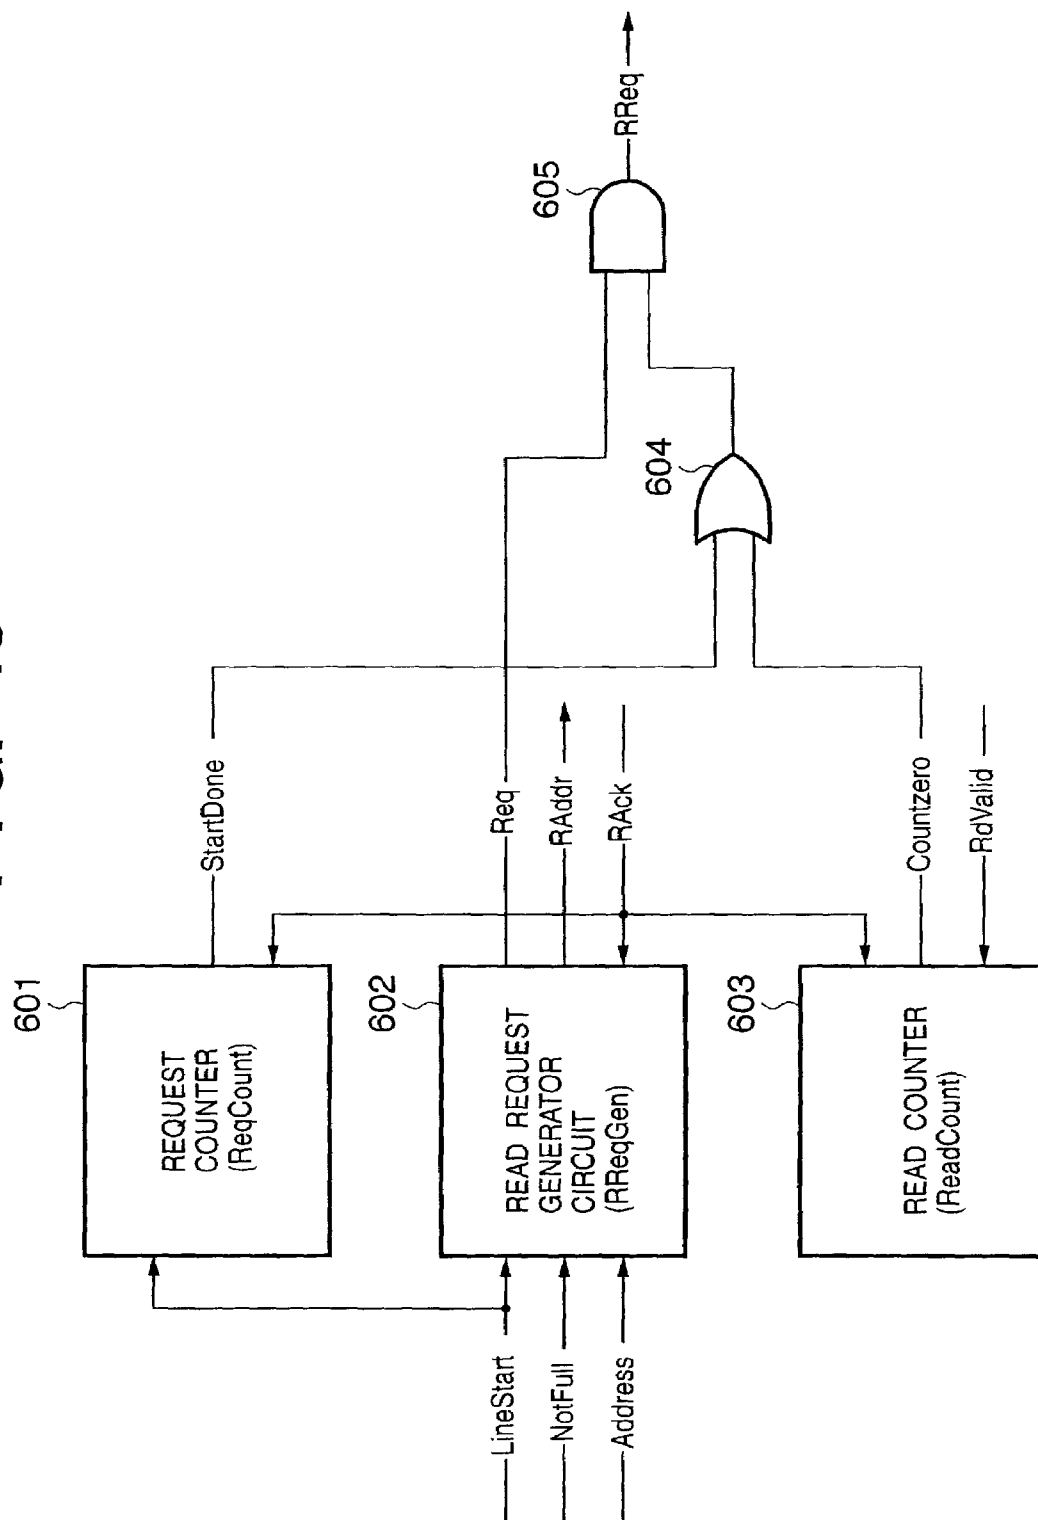 601
REQUEST
COUNTER
(ReqCount)
StartDone
LineStart
NotFull
Address
602
READ REQUEST
GENERATOR
CIRCUIT
(RReqGen)
Req
RAddr
RAck
603
READ COUNTER
(ReadCount)
Countzero
RdValid
604
605
RReq